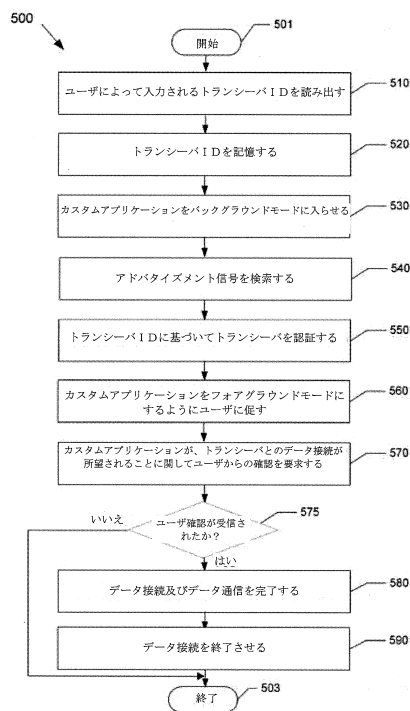 500
501
開始
510
ユーザによって入力されるトランシーバＩＤを読み出す
520
トランシーバＩＤを記憶する
530
カスタムアプリケーションをバックグラウンドモードに入らせる
540
アドバタイズメント信号を検索する
550
トランシーバＩＤに基づいてトランシーバを認証する
560
カスタムアプリケーションをフォアグラウンドモードに
するようにユーザに促す
570
カスタムアプリケーションが、トランシーバとのデータ接続が
所望されることに関してユーザからの確認を要求する
575
いいえ
ユーザ確認が受信さ
れたか？
はい
580
データ接続及びデータ通信を完了する
590
データ接続を終了させる
503
終了